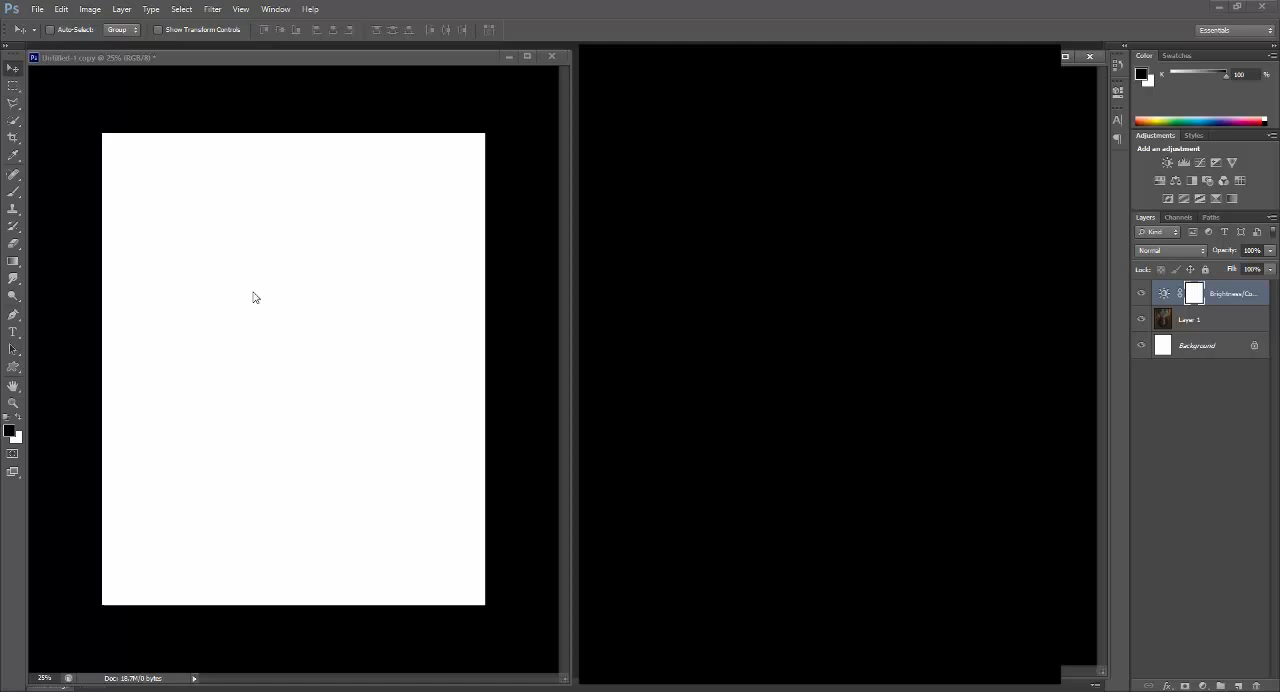 Ps File Edit Image Layer Type Select Filter View Window Help
Auto-Select: Group Show Transform Controls Essentials
Untitled-1 copy @ 25% (RGB/8) *
Color Swatches
K 100 %
Adjustments Styles
Add an adjustment
Layers Channels Paths
Kind
Normal Opacity: 100%
Lock: Fill: 100%
Brightness/Co...
Layer 1
Background
25% Doc: 18.7M/0 bytes